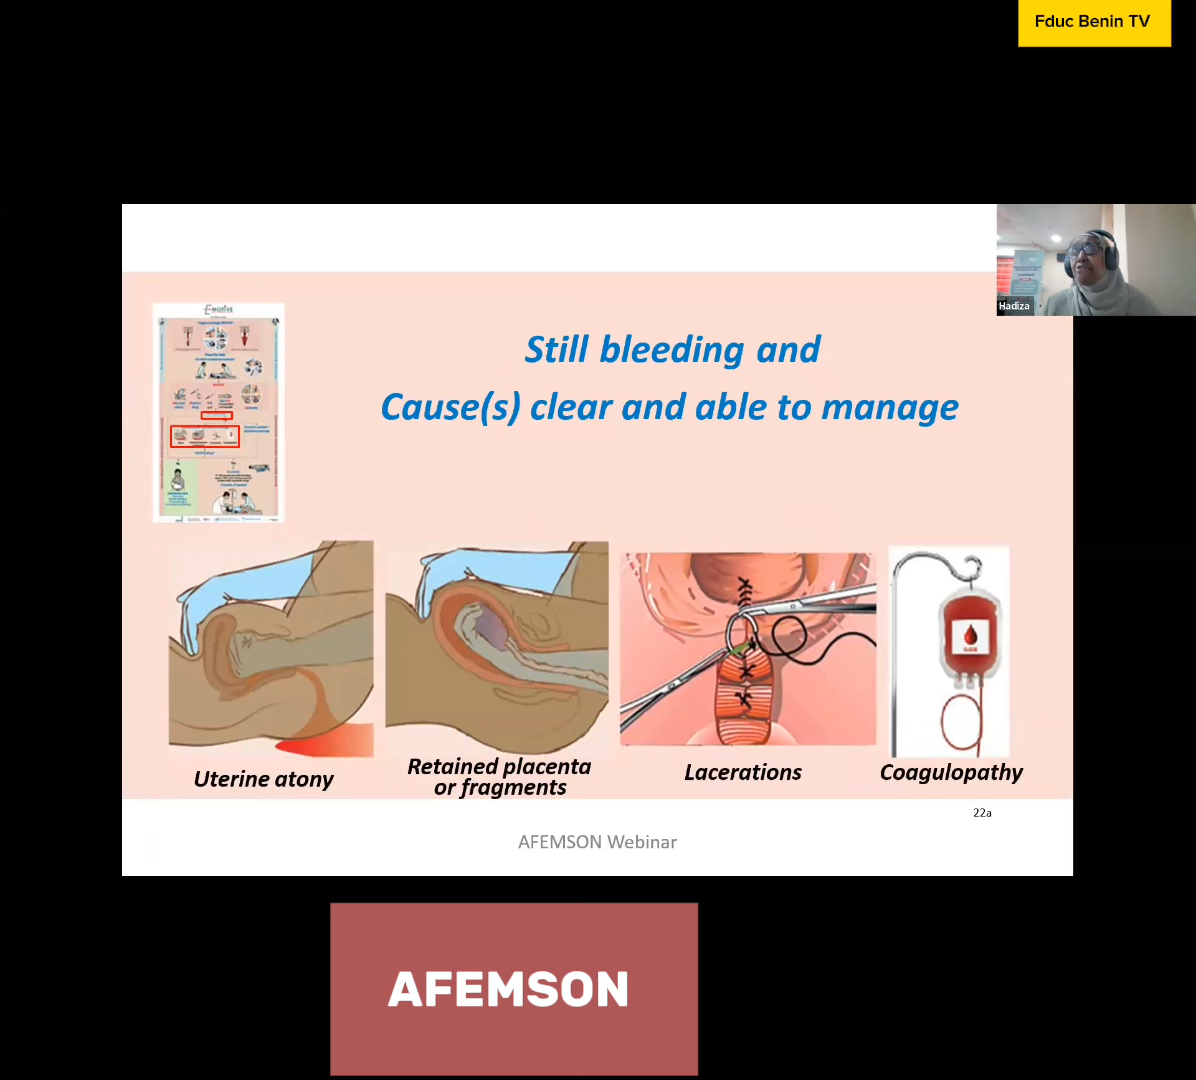 Fduc Benin TV
Hadiza
E-MOTIVE
Still bleeding and
Cause(s) clear and able to manage
Uterine atony
Retained placenta
or fragments
Lacerations
Coagulopathy
22a
AFEMSON Webinar
AFEMSON